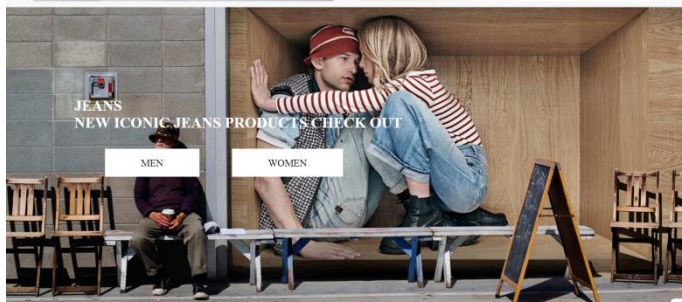 JEANS
NEW ICONIC JEANS PRODUCTS CHECK OUT
MEN
WOMEN